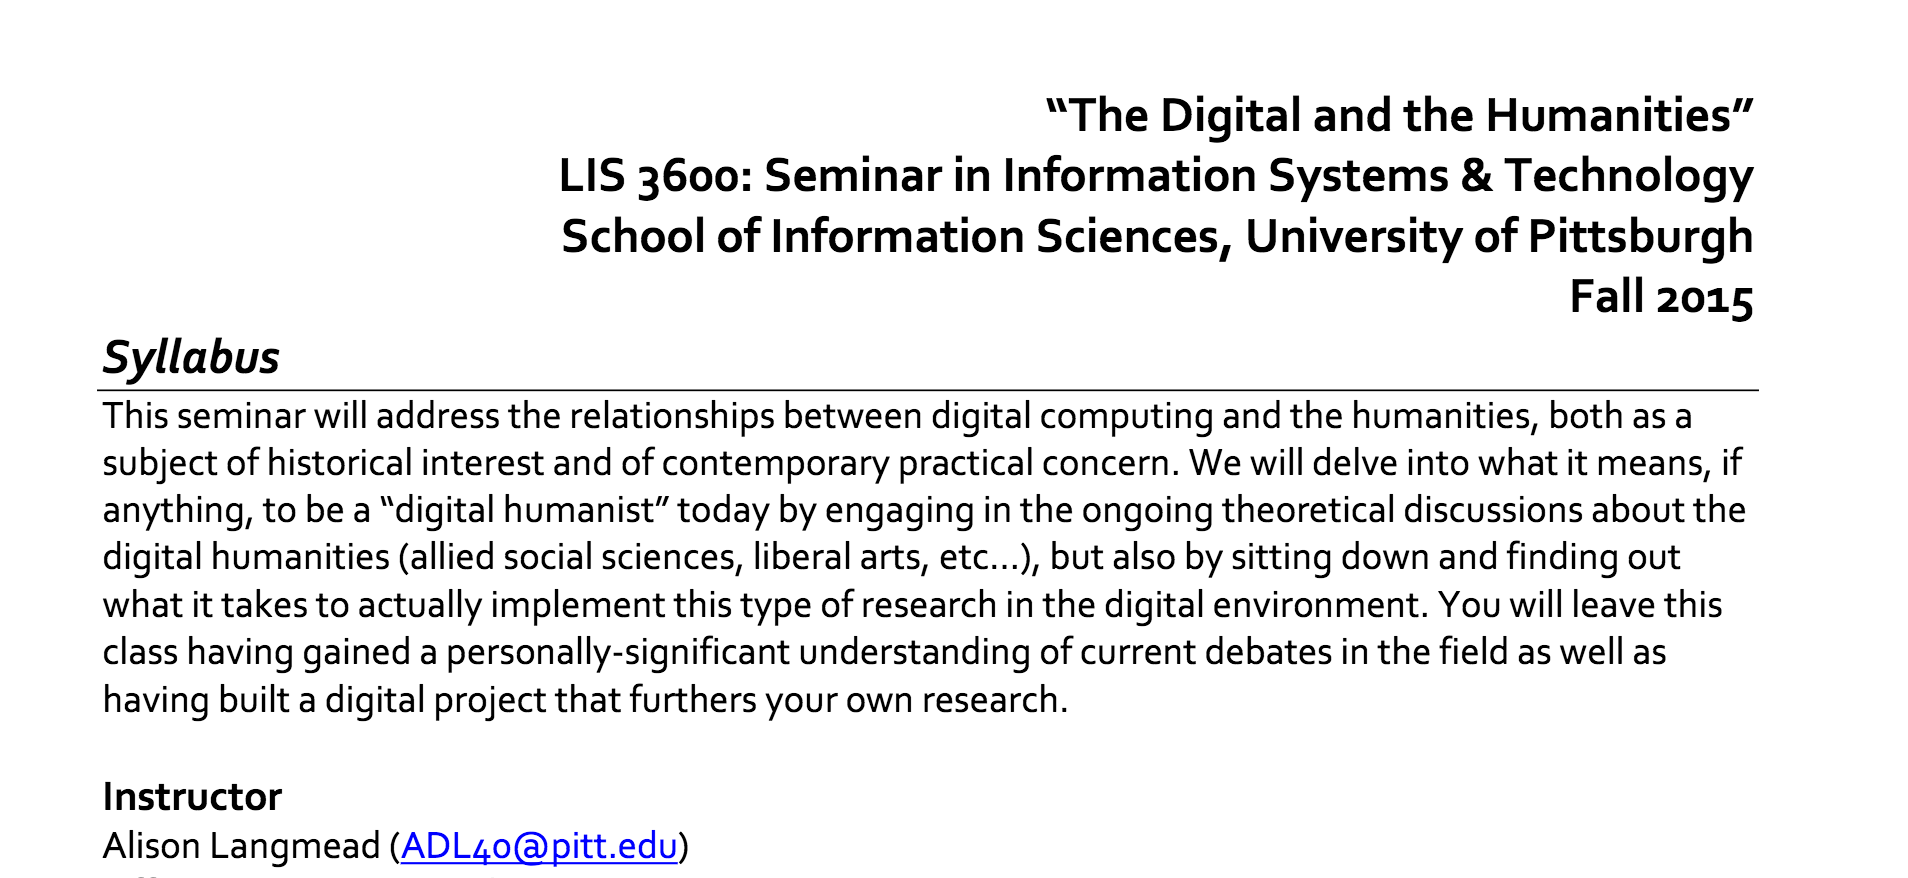 “The Digital and the Humanities”
LIS 3600: Seminar in Information Systems & Technology
School of Information Sciences, University of Pittsburgh
Fall 2015
Syllabus
This seminar will address the relationships between digital computing and the humanities, both as a
subject of historical interest and of contemporary practical concern. We will delve into what it means, if
anything, to be a “digital humanist” today by engaging in the ongoing theoretical discussions about the
digital humanities (allied social sciences, liberal arts, etc…), but also by sitting down and finding out
what it takes to actually implement this type of research in the digital environment. You will leave this
class having gained a personally-significant understanding of current debates in the field as well as
having built a digital project that furthers your own research.
Instructor
Alison Langmead (ADL40@pitt.edu)